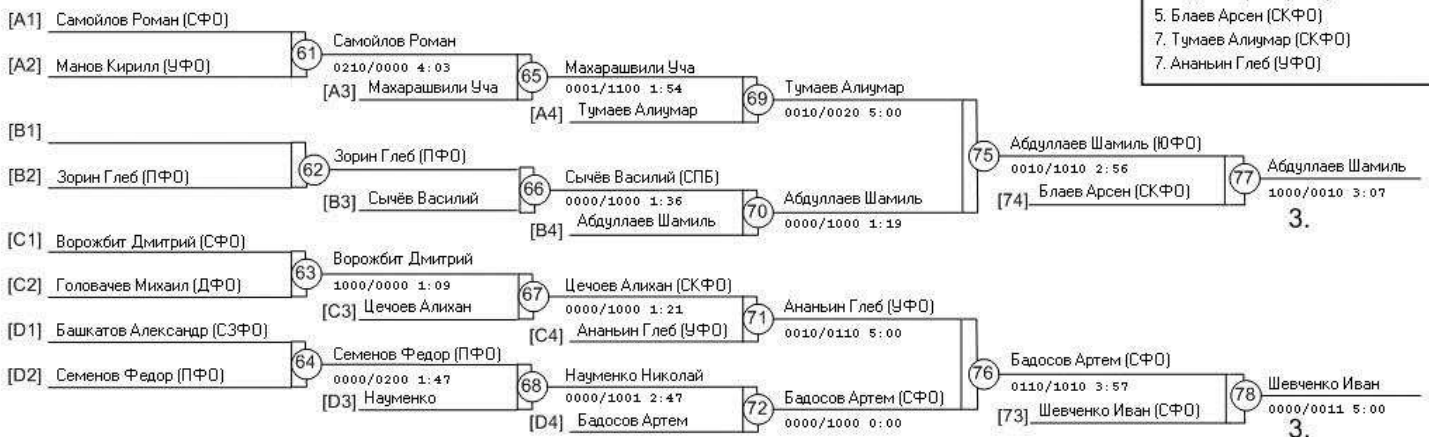 5. Блаев Арсен (СКФО)
7. Тумаев Алиумар (СКФО)
7. Ананьин Глеб (УФО)
[A1] Самойлов Роман (СФО)
[A2] Манов Кирилл (УФО)
61
Самойлов Роман
0210/0000 4:03
[A3] Махарашвили Уча
65
Махарашвили Уча
0001/1100 1:54
[A4] Тумаев Алиумар
69
Тумаев Алиумар
0010/0020 5:00
[B1]
[B2] Зорин Глеб (ПФО)
62
Зорин Глеб (ПФО)
[B3] Сычёв Василий
66
Сычёв Василий (СПБ)
0000/1000 1:36
[B4] Абдуллаев Шамиль
70
Абдуллаев Шамиль
0000/1000 1:19
75
Абдуллаев Шамиль (ЮФО)
0010/1010 2:56
[74] Блаев Арсен (СКФО)
77
Абдуллаев Шамиль
1000/0010 3:07
3.
[C1] Ворожбит Дмитрий (СФО)
[C2] Головачев Михаил (ДФО)
63
Ворожбит Дмитрий
1000/0000 1:09
[C3] Цечоев Алихан
67
Цечоев Алихан (СКФО)
0000/1000 1:21
[C4] Ананьин Глеб (УФО)
71
Ананьин Глеб (УФО)
0010/0110 5:00
[D1] Башкатов Александр (СЗФО)
[D2] Семенов Федор (ПФО)
64
Семенов Федор (ПФО)
0000/0200 1:47
[D3] Науменко
68
Науменко Николай
0000/1001 2:47
[D4] Бадосов Артем
72
Бадосов Артем (СФО)
0000/1000 0:00
76
Бадосов Артем (СФО)
0110/1010 3:57
[73] Шевченко Иван (СФО)
78
Шевченко Иван
0000/0011 5:00
3.